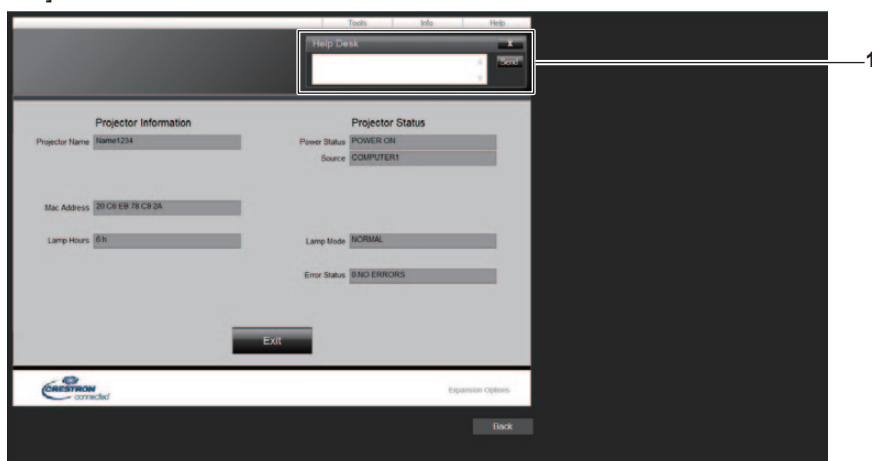 Tools Info Help
Help Desk X
Send
1
Projector Information Projector Status
Projector Name Name1234 Power Status POWER ON
Source COMPUTER1
Mac Address 20:C6:EB:78:C9:2A
Lamp Hours 6 h Lamp Mode NORMAL
Error Status 0:NO ERRORS
Exit
CRESTRON
connected
Expansion Options
Back